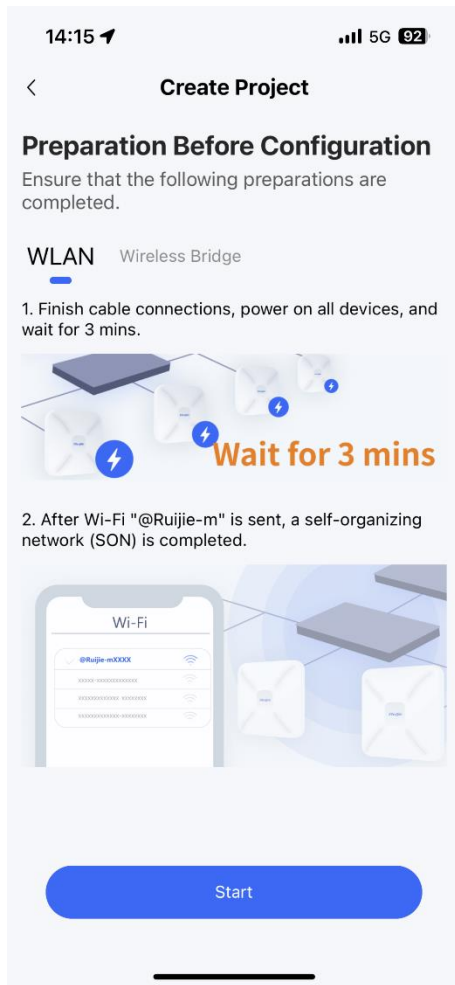 14:15
5G 92
Create Project
Preparation Before Configuration
Ensure that the following preparations are
completed.
WLAN Wireless Bridge
1. Finish cable connections, power on all devices, and
wait for 3 mins.
Wait for 3 mins
2. After Wi-Fi "@Ruijie-m" is sent, a self-organizing
network (SON) is completed.
Wi-Fi
@Ruijie-mXXXX
Start